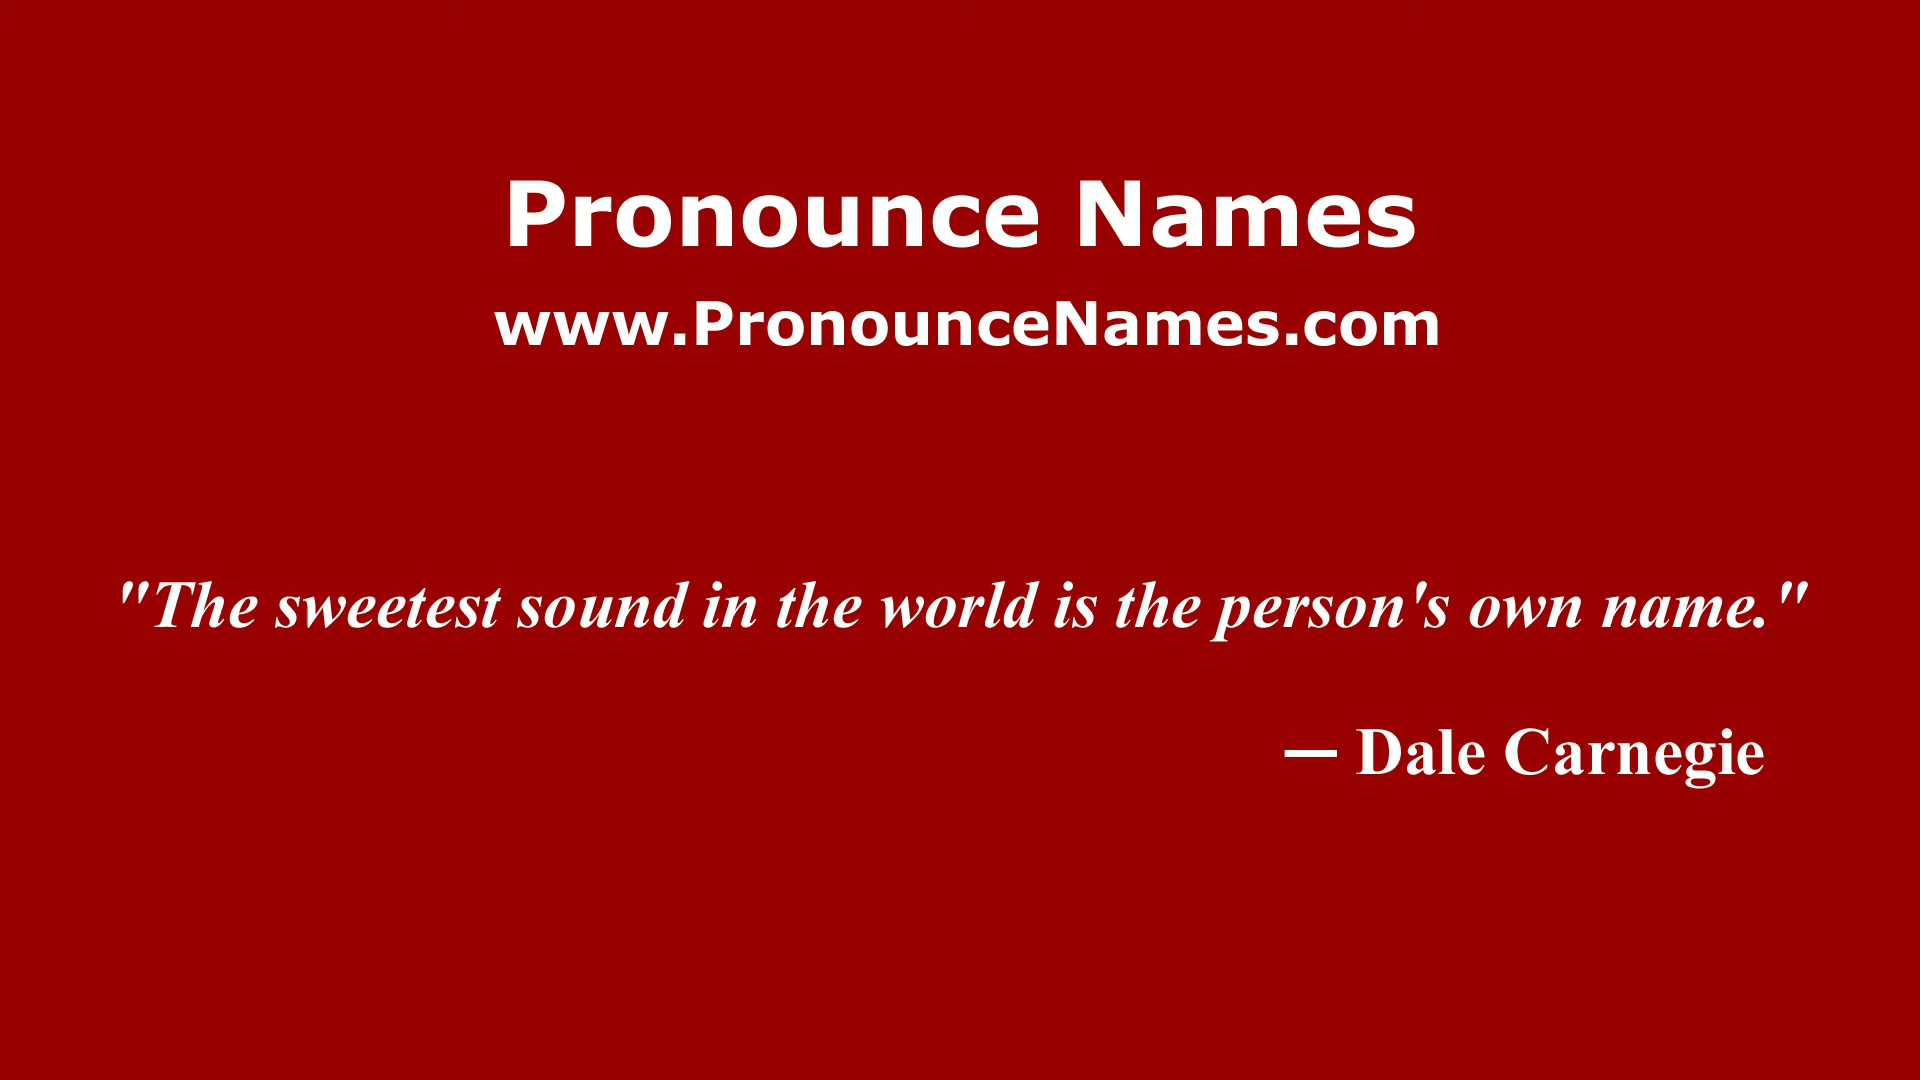 Pronounce Names
www.PronounceNames.com
"The sweetest sound in the world is the person's own name."
— Dale Carnegie